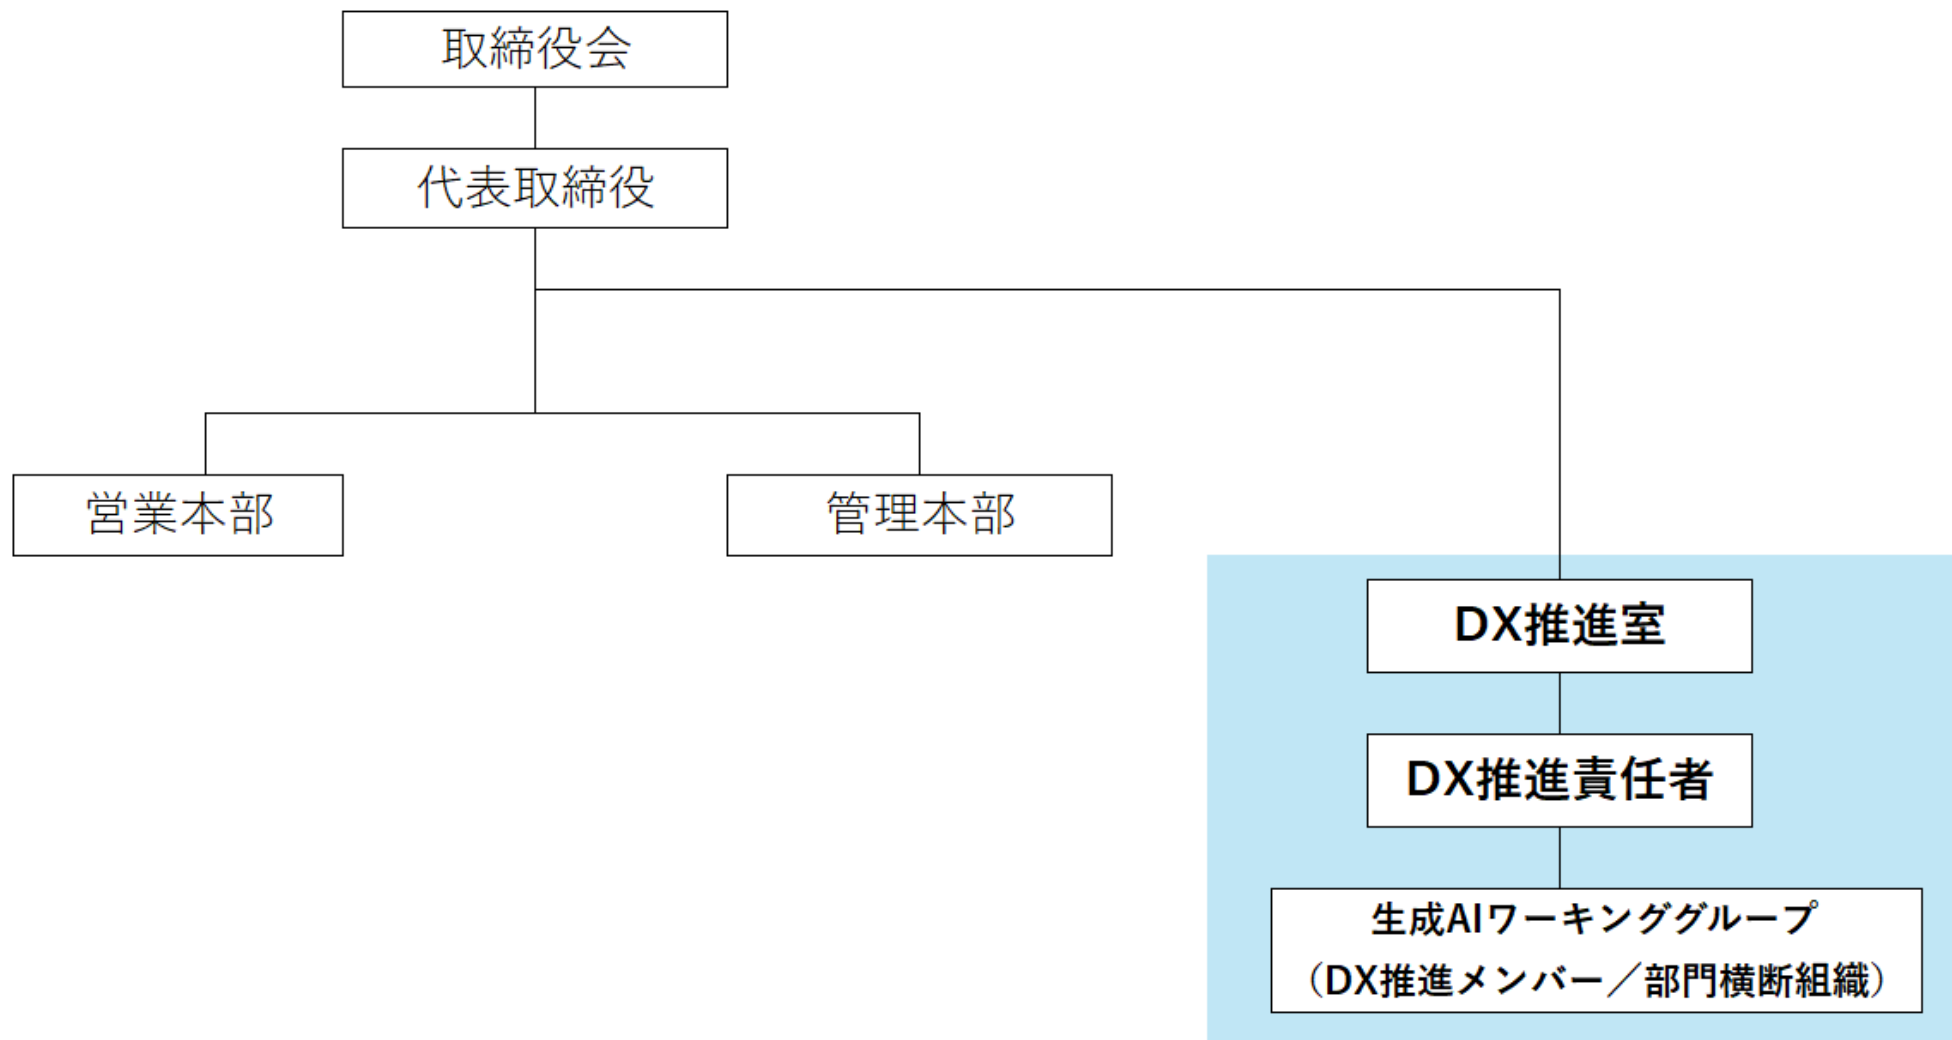 取締役会
代表取締役
営業本部
管理本部
DX推進室
DX推進責任者
生成AIワーキンググループ
（DX推進メンバー／部門横断組織）